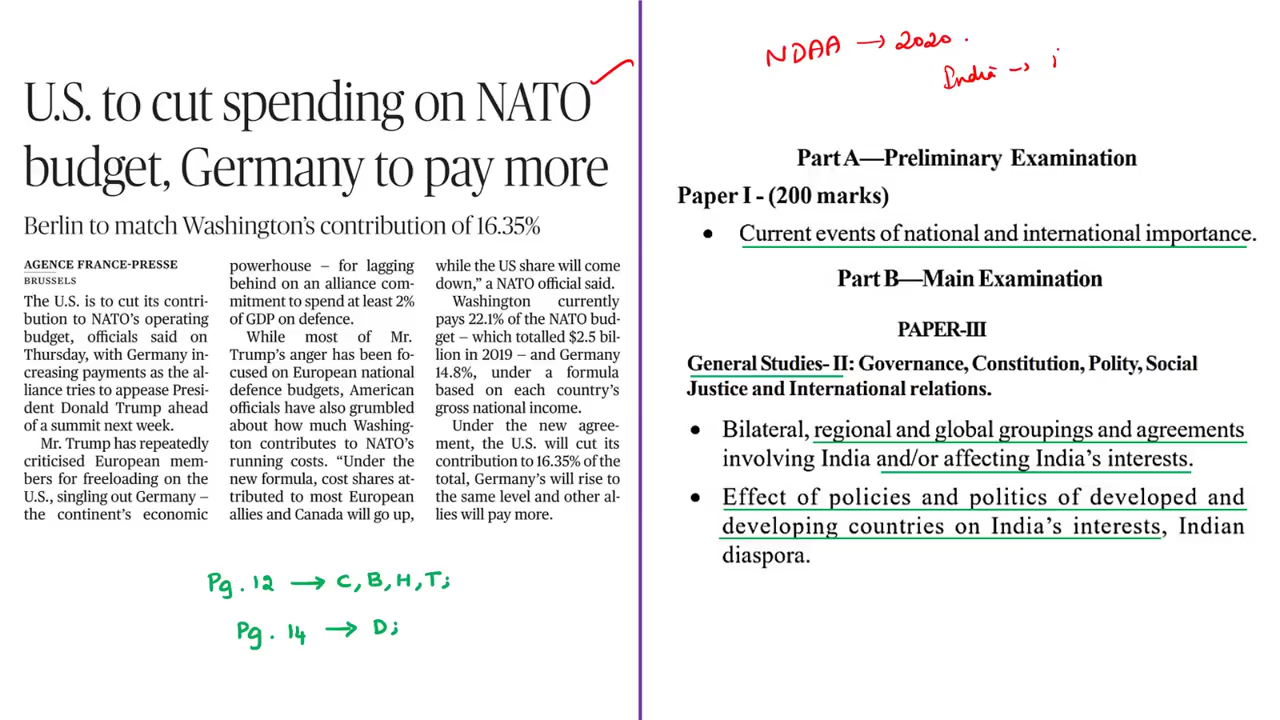 U.S. to cut spending on NATO
budget, Germany to pay more
Berlin to match Washington's contribution of 16.35%
AGENCE FRANCE-PRESSE
BRUSSELS
The U.S. is to cut its contri-
bution to NATO's operating
budget, officials said on
Thursday, with Germany in-
creasing payments as the al-
liance tries to appease Presi-
dent Donald Trump ahead
of a summit next week.
Mr. Trump has repeatedly
criticised European mem-
bers for freeloading on the
U.S., singling out Germany –
the continent's economic
powerhouse – for lagging
behind on an alliance com-
mitment to spend at least 2%
of GDP on defence.
While most of Mr.
Trump's anger has been fo-
cused on European national
defence budgets, American
officials have also grumbled
about how much Washing-
ton contributes to NATO's
running costs. “Under the
new formula, cost shares at-
tributed to most European
allies and Canada will go up,
while the US share will come
down,” a NATO official said.
Washington currently
pays 22.1% of the NATO bud-
get – which totalled $2.5 bil-
lion in 2019 – and Germany
14.8%, under a formula
based on each country's
gross national income.
Under the new agree-
ment, the U.S. will cut its
contribution to 16.35% of the
total, Germany's will rise to
the same level and other al-
lies will pay more.
Pg. 12 → C, B, H, T;
Pg. 14 → D;
NDAA → 2020.
India → i
Part A—Preliminary Examination
Paper I - (200 marks)
• Current events of national and international importance.
Part B—Main Examination
PAPER-III
General Studies- II: Governance, Constitution, Polity, Social
Justice and International relations.
• Bilateral, regional and global groupings and agreements
involving India and/or affecting India's interests.
• Effect of policies and politics of developed and
developing countries on India's interests, Indian
diaspora.